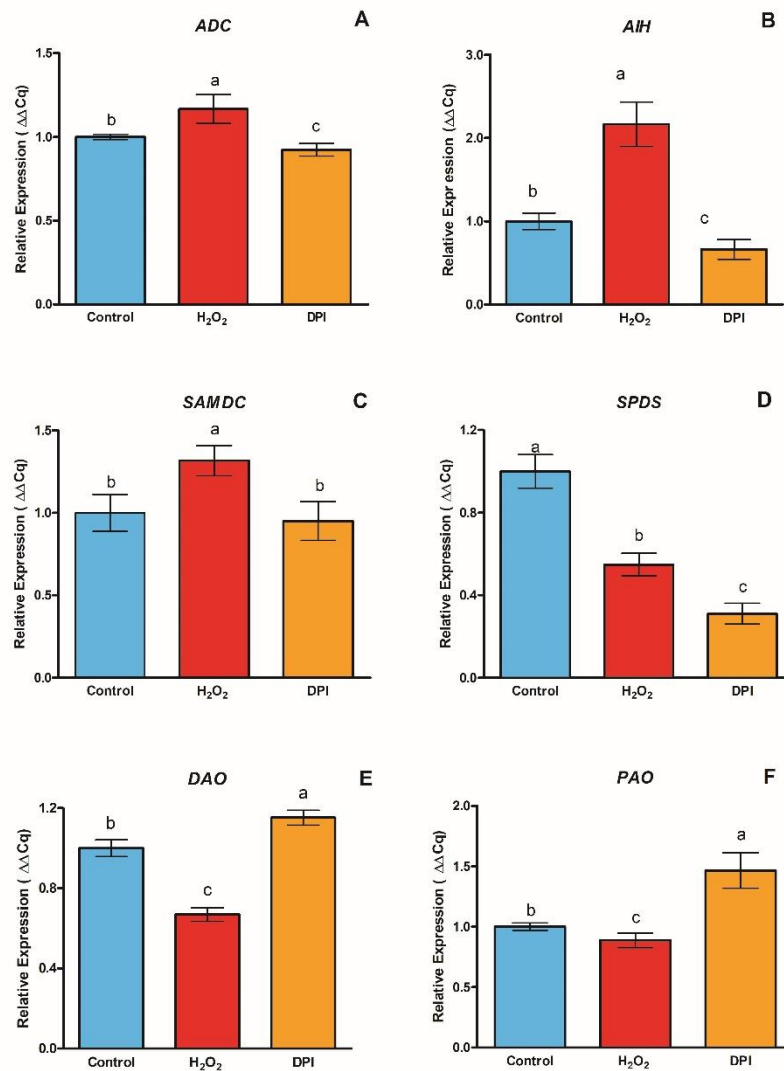 ADC
A
Relative Expression ( ΔΔCq)
1.5
1.0
0.5
0.0
b
a
c
Control
H₂O₂
DPI
AIH
B
Relative Expression (ΔΔCq)
3.0
2.0
1.0
0.0
b
a
c
Control
H₂O₂
DPI
SAMDC
C
Relative Expression ( ΔΔCq)
1.5
1.0
0.5
0.0
b
a
b
Control
H₂O₂
DPI
SPDS
D
Relative Expression ( ΔΔCq)
1.2
0.8
0.4
0.0
a
b
c
Control
H₂O₂
DPI
DAO
E
Relative Expression ( ΔΔCq)
1.2
0.8
0.4
0.0
b
c
a
Control
H₂O₂
DPI
PAO
F
Relative Expression ( ΔΔCq)
2.0
1.5
1.0
0.5
0.0
b
c
a
Control
H₂O₂
DPI